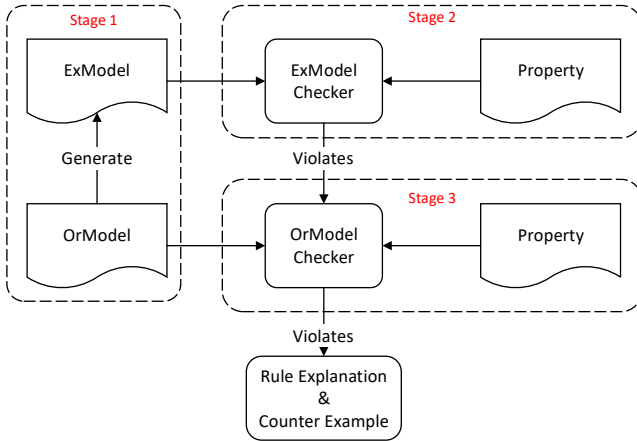 Stage 1
Stage 2
ExModel
ExModel
Checker
Property
Generate
Violates
Stage 3
OrModel
OrModel
Checker
Property
Violates
Rule Explanation
&
Counter Example